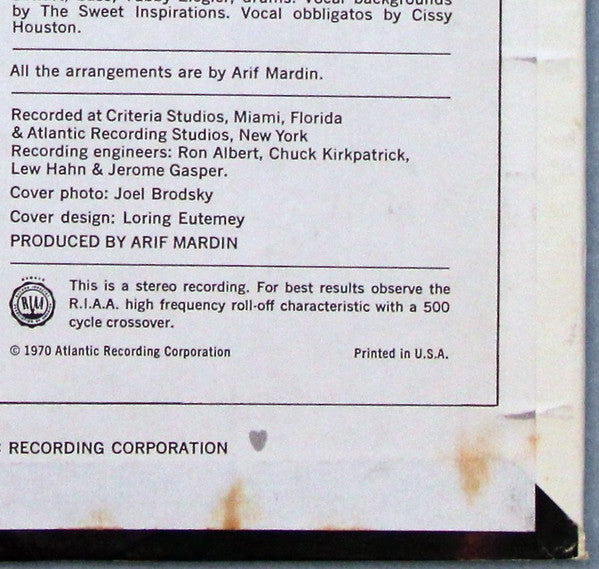 Vocal backgrounds
by The Sweet Inspirations. Vocal obbligatos by Cissy
Houston.
All the arrangements are by Arif Mardin.
Recorded at Criteria Studios, Miami, Florida
& Atlantic Recording Studios, New York
Recording engineers: Ron Albert, Chuck Kirkpatrick,
Lew Hahn & Jerome Gasper.
Cover photo: Joel Brodsky
Cover design: Loring Eutemey
PRODUCED BY ARIF MARDIN
RIAA
This is a stereo recording. For best results observe the
R.I.A.A. high frequency roll-off characteristic with a 500
cycle crossover.
© 1970 Atlantic Recording Corporation Printed in U.S.A.
RECORDING CORPORATION